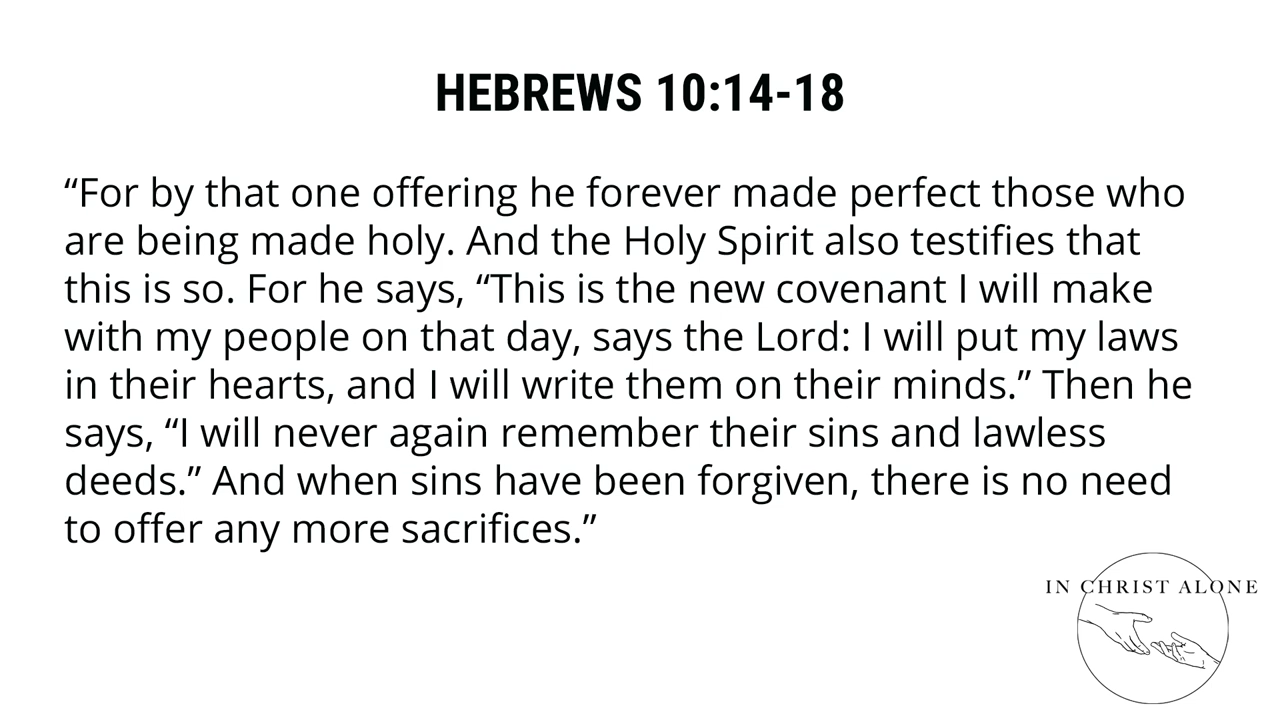 HEBREWS 10:14-18
“For by that one offering he forever made perfect those who
are being made holy. And the Holy Spirit also testifies that
this is so. For he says, “This is the new covenant I will make
with my people on that day, says the Lord: I will put my laws
in their hearts, and I will write them on their minds.” Then he
says, “I will never again remember their sins and lawless
deeds.” And when sins have been forgiven, there is no need
to offer any more sacrifices.”
IN CHRIST ALONE